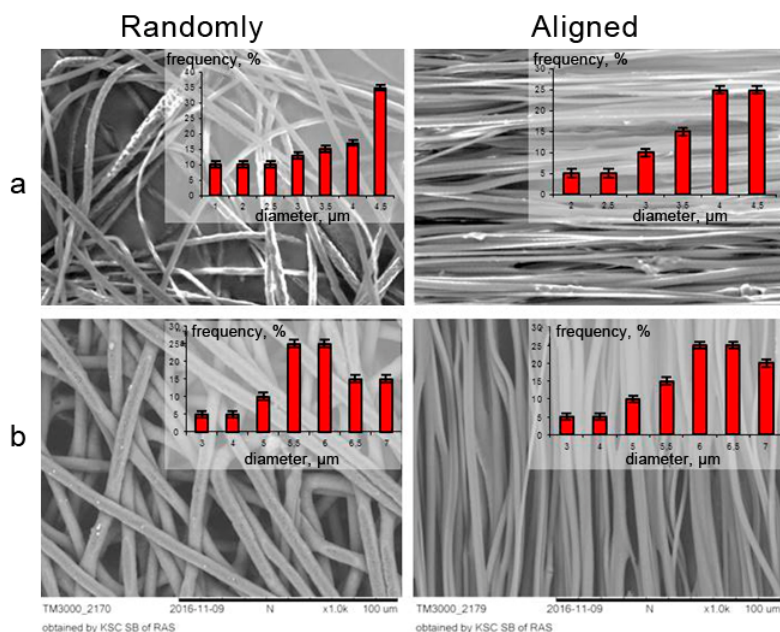 Randomly Aligned
a
frequency, %
40
35
30
25
20
15
10
5
0
1 2 2,5 3 3,5 4 4,5
diameter, µm
frequency, %
30
25
20
15
10
5
0
2 2,5 3 3,5 4 4,5
diameter, µm
b
frequency, %
30
25
20
15
10
5
0
3 4 5 5,5 6 6,5 7
diameter, µm
frequency, %
30
25
20
15
10
5
0
3 4 5 5,5 6 6,5 7
diameter, µm
TM3000_2170 2016-11-09 N x1.0k 100 um
obtained by KSC SB of RAS
TM3000_2179 2016-11-09 N x1.0k 100 um
obtained by KSC SB of RAS